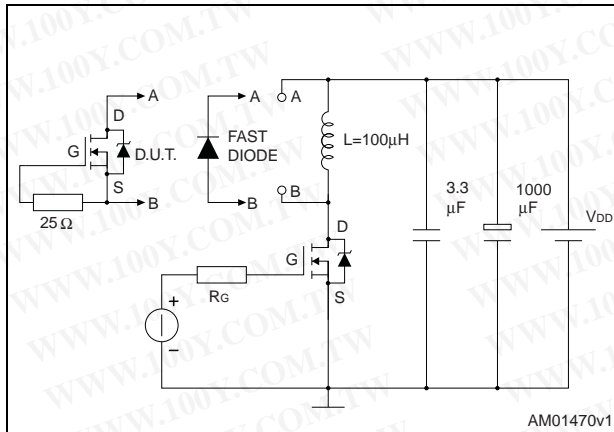 A
A
A
D
G
D.U.T.
FAST
DIODE
L=100µH
S
B
B
B
25 Ω
3.3
µF
1000
µF
VDD
D
G
S
RG
+
–
AM01470v1
WWW.100Y.COM.TW